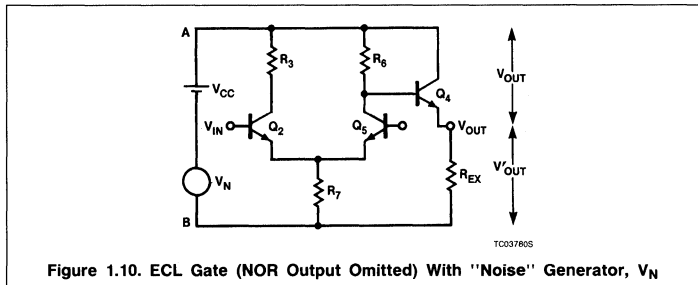 A
R3
R6
VCC
Q4
VOUT
VIN
Q2
Q5
VOUT
V'OUT
VN
R7
REX
B
TC03780S
Figure 1.10. ECL Gate (NOR Output Omitted) With "Noise" Generator, VN